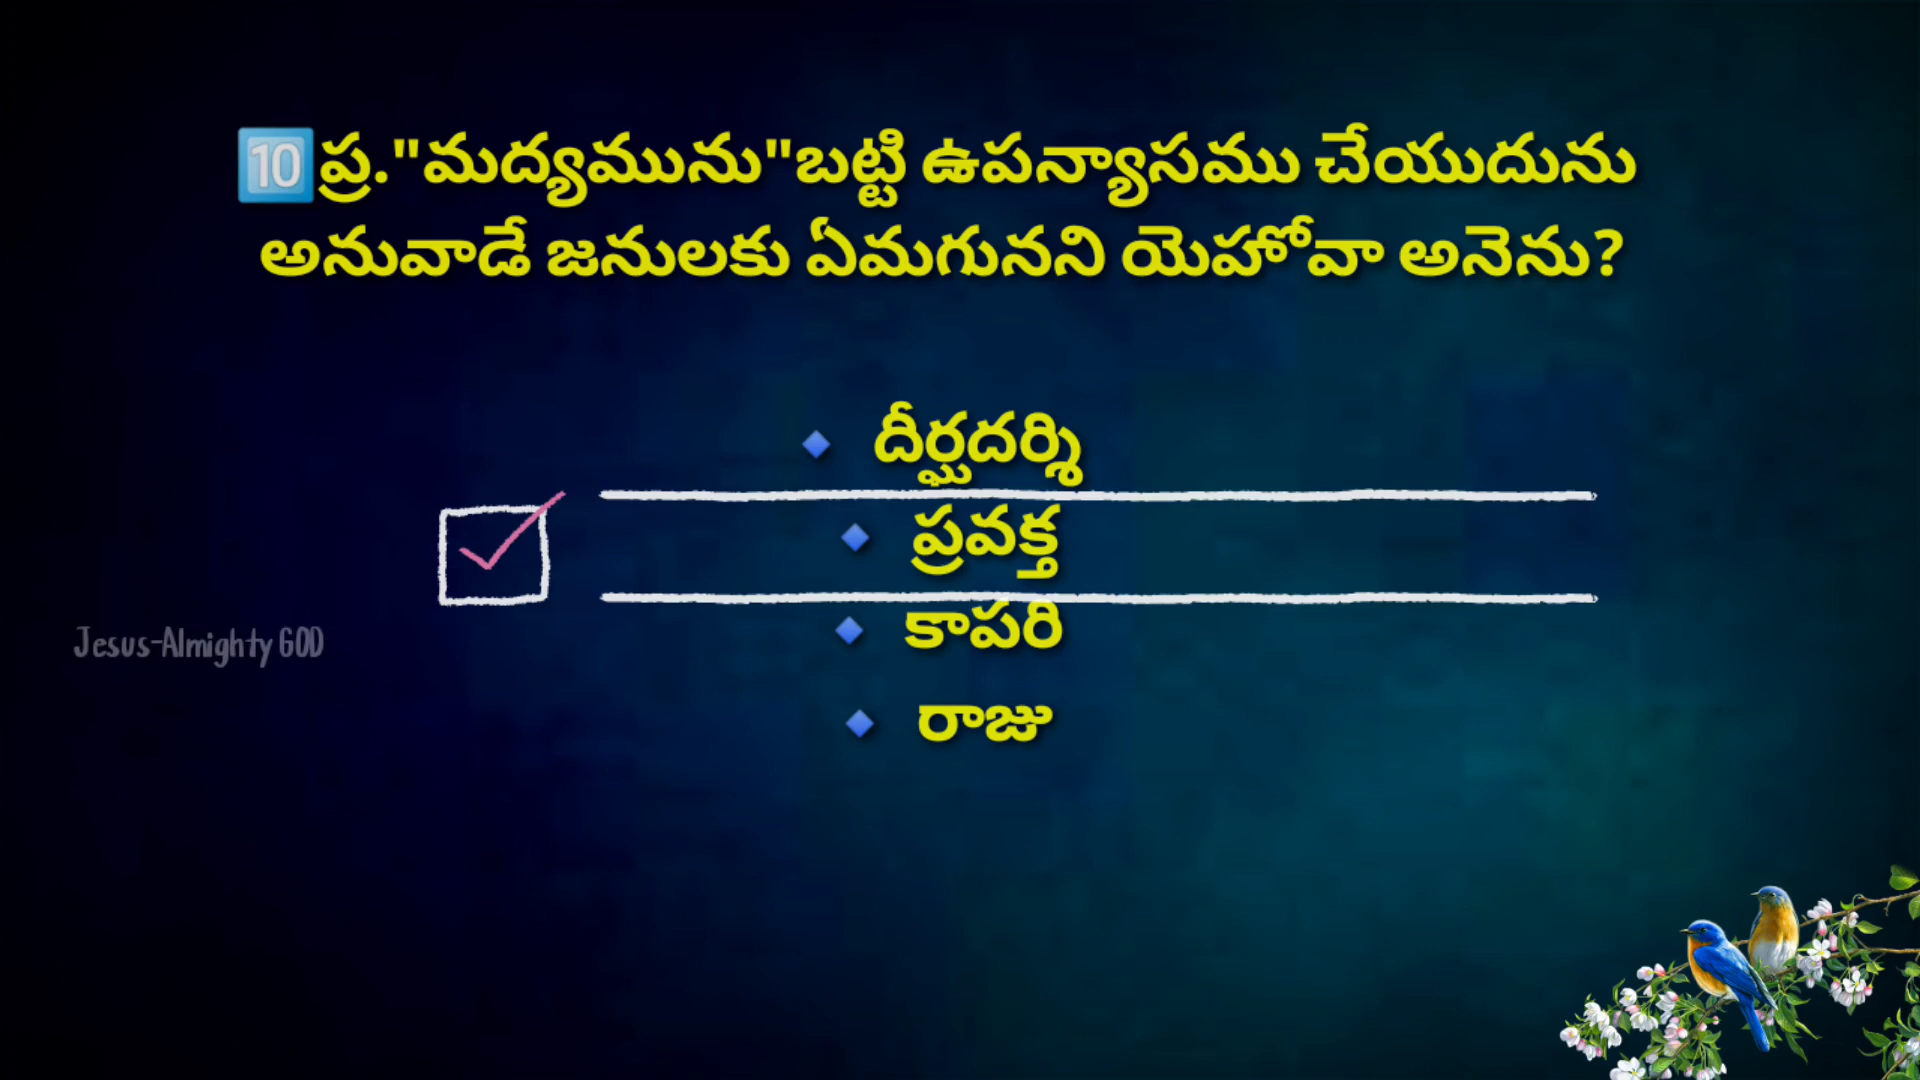 🔟ప్ర."మద్యమును"బట్టి ఉపన్యాసము చేయుదును
అనువాడే జనులకు ఏమగునని యెహోవా అనెను?
🔹 దీర్ఘదర్శి
🔹 ప్రవక్త
🔹 కాపరి
Jesus-Almighty GOD
🔹 రాజు